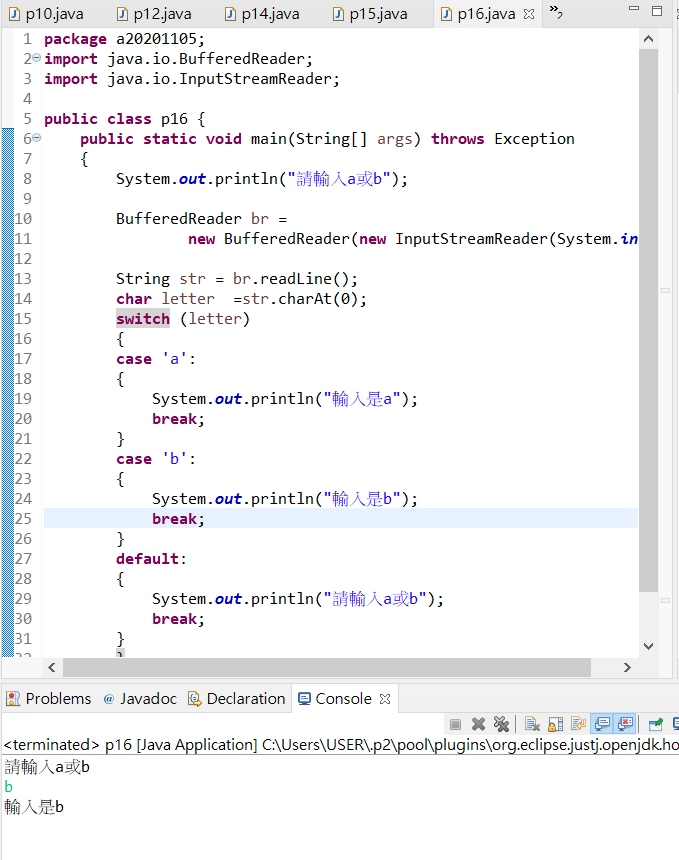 p10.java p12.java p14.java p15.java p16.java »2
1 package a20201105;
2 import java.io.BufferedReader;
3 import java.io.InputStreamReader;
4
5 public class p16 {
6 public static void main(String[] args) throws Exception
7 {
8 System.out.println("請輸入a或b");
9
10 BufferedReader br =
11 new BufferedReader(new InputStreamReader(System.in
12
13 String str = br.readLine();
14 char letter =str.charAt(0);
15 switch (letter)
16 {
17 case 'a':
18 {
19 System.out.println("輸入是a");
20 break;
21 }
22 case 'b':
23 {
24 System.out.println("輸入是b");
25 break;
26 }
27 default:
28 {
29 System.out.println("請輸入a或b");
30 break;
31 }
32 }
Problems @ Javadoc Declaration Console
<terminated> p16 [Java Application] C:\Users\USER\.p2\pool\plugins\org.eclipse.justj.openjdk.ho
請輸入a或b
b
輸入是b